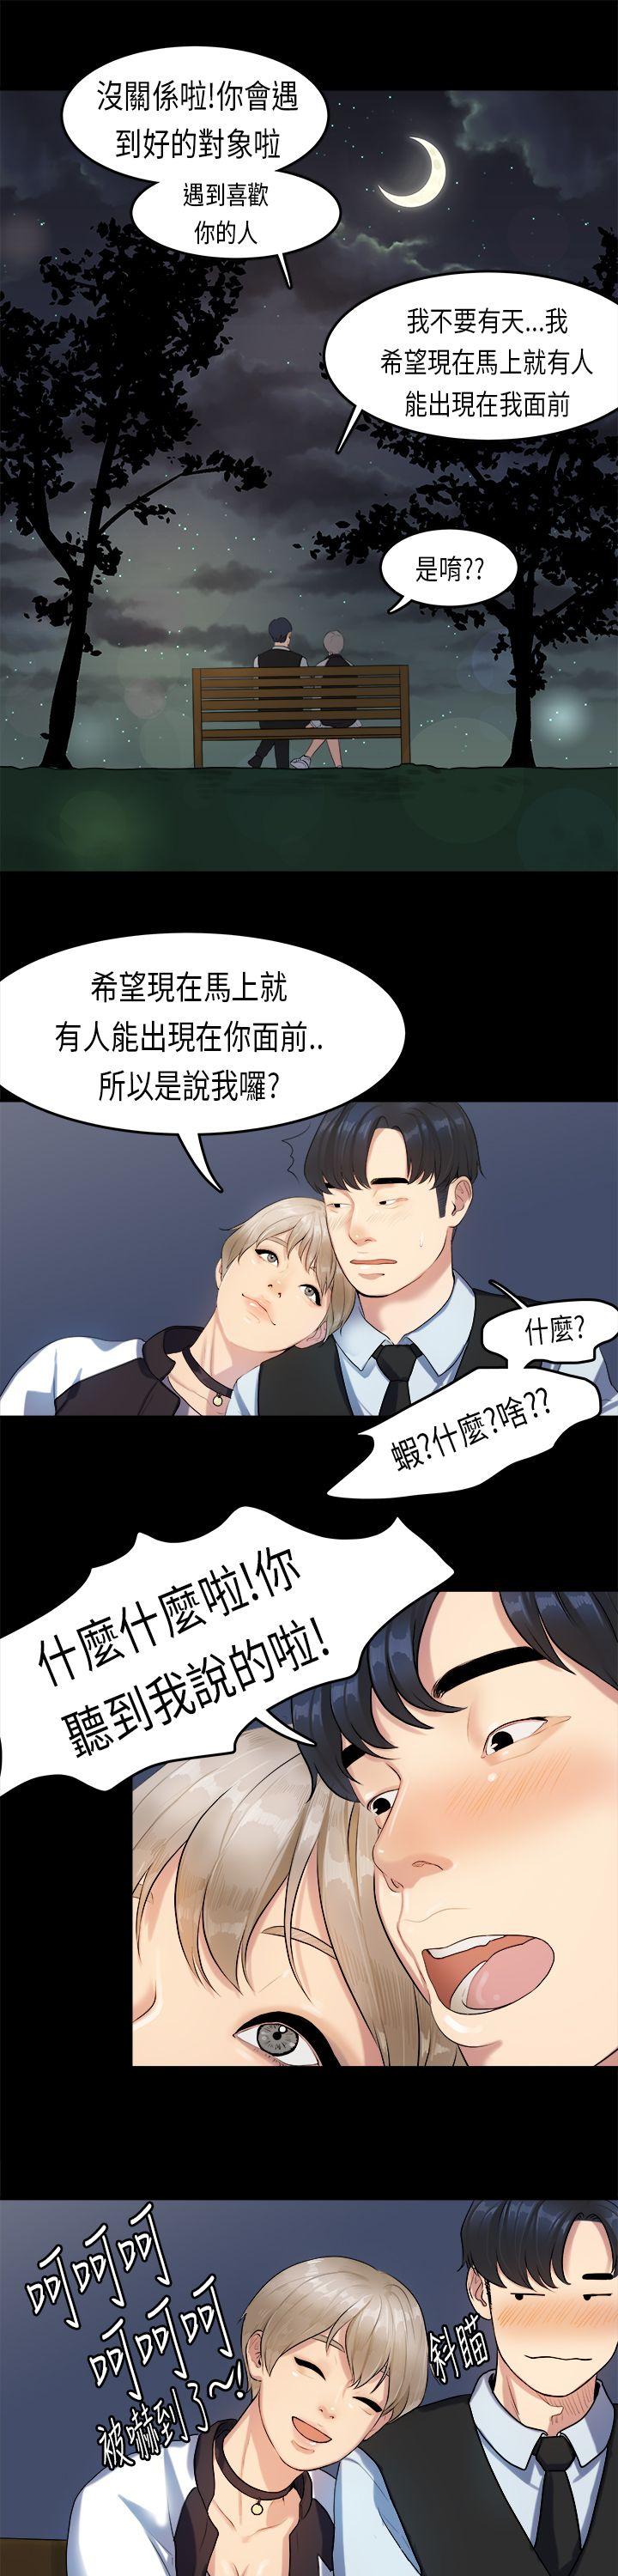 沒關係啦!你會遇
到好的對象啦
遇到喜歡
你的人
我不要有天...我
希望現在馬上就有人
能出現在我面前
是唷??
希望現在馬上就
有人能出現在你面前..
所以是說我囉?
什麼?
蝦?什麼?啥??
什麼什麼啦!你
聽到我說的啦!
呵呵呵
呵呵呵
被嚇到了~!
斜瞄